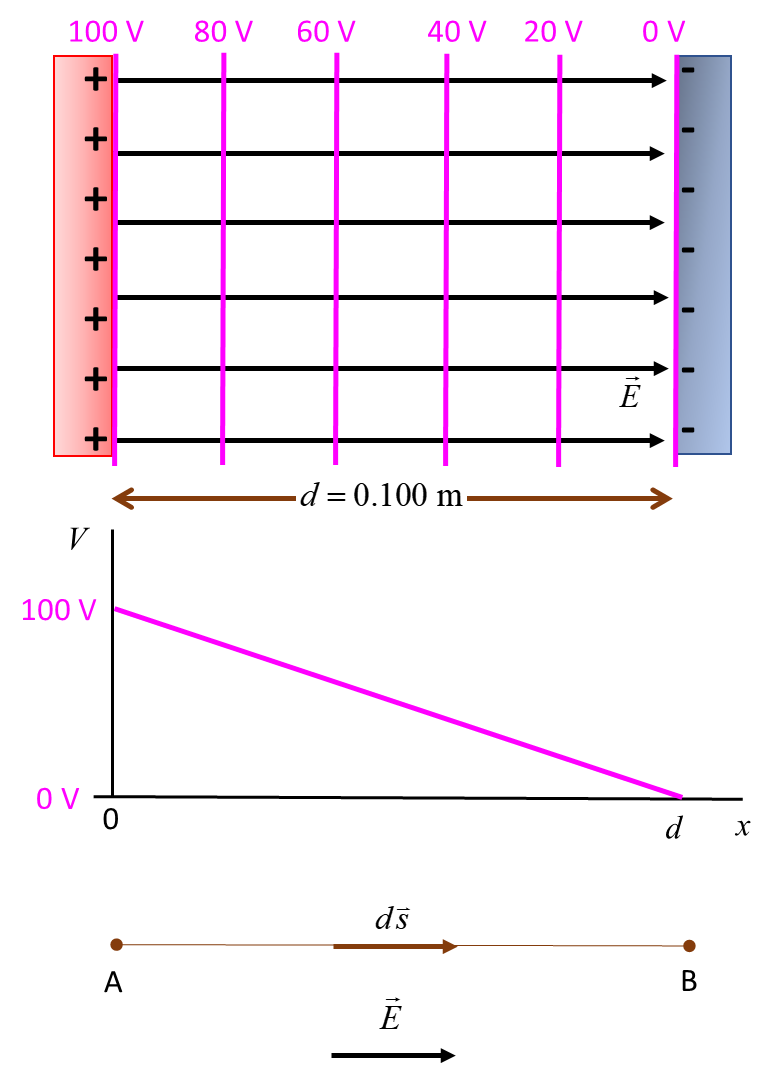 100 V 80 V 60 V 40 V 20 V 0 V
+ -
+ -
+ -
+ -
+ -
+ -
+ -
E⃗
d = 0.100 m
V
100 V
0 V
0 d x
ds⃗
A B
E⃗